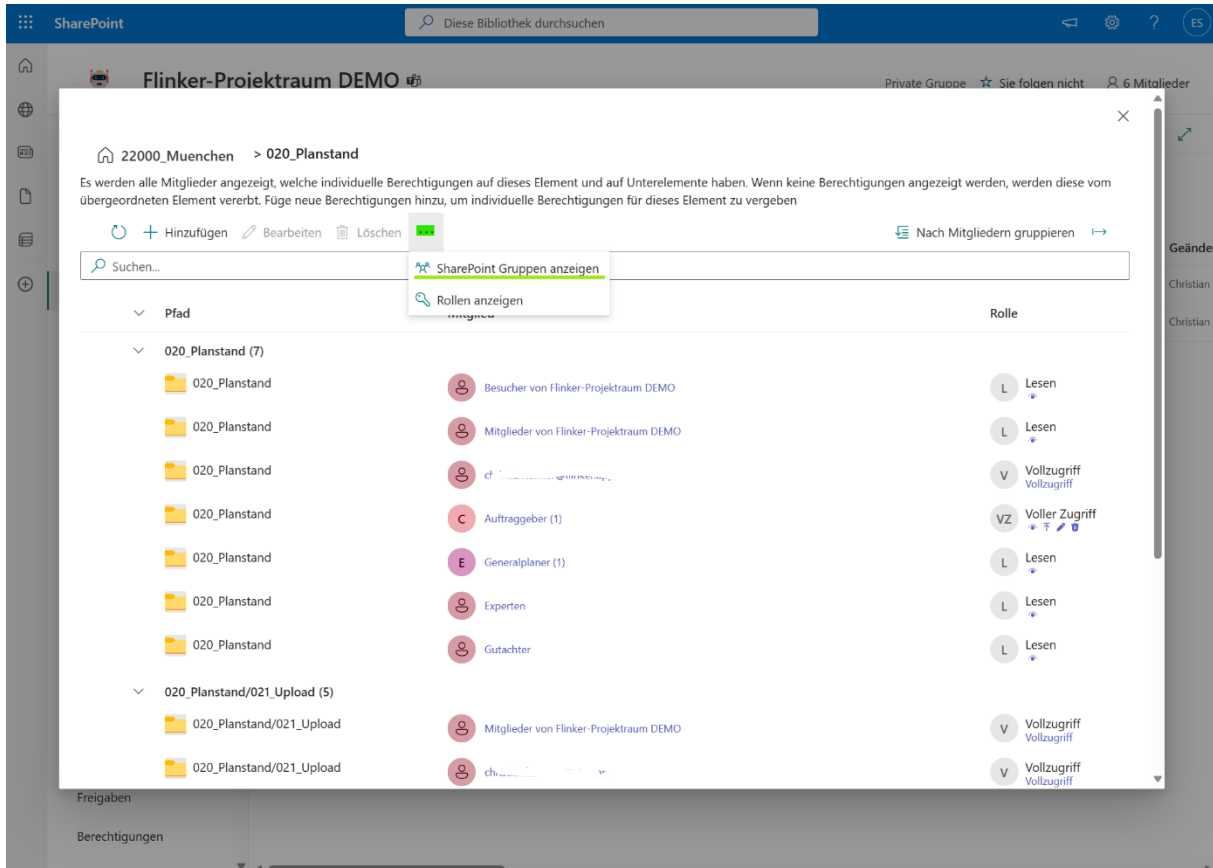 SharePoint
Diese Bibliothek durchsuchen
ES
Flinker-Projektraum DEMO
Private Gruppe Sie folgen nicht 6 Mitglieder
22000_Muenchen > 020_Planstand
Es werden alle Mitglieder angezeigt, welche individuelle Berechtigungen auf dieses Element und auf Unterelemente haben. Wenn keine Berechtigungen angezeigt werden, werden diese vom
übergeordneten Element vererbt. Füge neue Berechtigungen hinzu, um individuelle Berechtigungen für dieses Element zu vergeben
Hinzufügen Bearbeiten Löschen ... Nach Mitgliedern gruppieren
Geände
Suchen...
SharePoint Gruppen anzeigen
Christian
Rollen anzeigen
Pfad Mitglied Rolle
Christian
020_Planstand (7)
020_Planstand Besucher von Flinker-Projektraum DEMO L Lesen
020_Planstand Mitglieder von Flinker-Projektraum DEMO L Lesen
020_Planstand V Vollzugriff
Vollzugriff
020_Planstand C Auftraggeber (1) VZ Voller Zugriff
020_Planstand E Generalplaner (1) L Lesen
020_Planstand Experten L Lesen
020_Planstand Gutachter L Lesen
020_Planstand/021_Upload (5)
020_Planstand/021_Upload Mitglieder von Flinker-Projektraum DEMO V Vollzugriff
Vollzugriff
020_Planstand/021_Upload V Vollzugriff
Vollzugriff
Freigaben
Berechtigungen